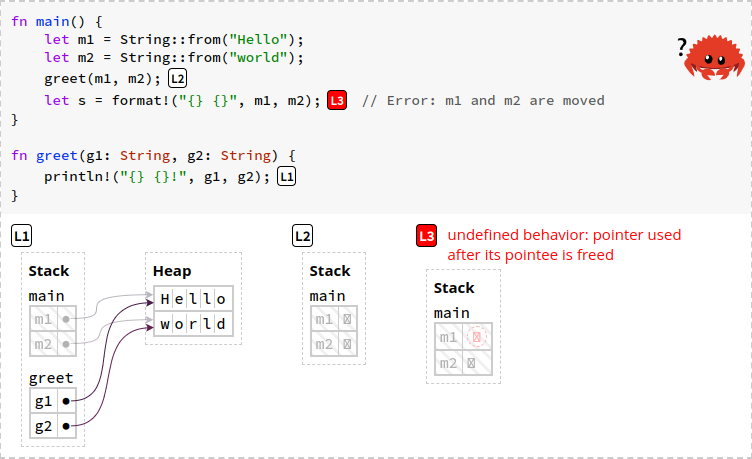 fn main() {
let m1 = String::from("Hello");
let m2 = String::from("world");
greet(m1, m2); L2
let s = format!("{} {}", m1, m2); L3 // Error: m1 and m2 are moved
}
?
fn greet(g1: String, g2: String) {
println!("{} {}!", g1, g2); L1
}
L1
Stack
main
m1
m2
greet
g1
g2
Heap
Hello
world
L2
Stack
main
m1
m2
L3 undefined behavior: pointer used
after its pointee is freed
Stack
main
m1
m2